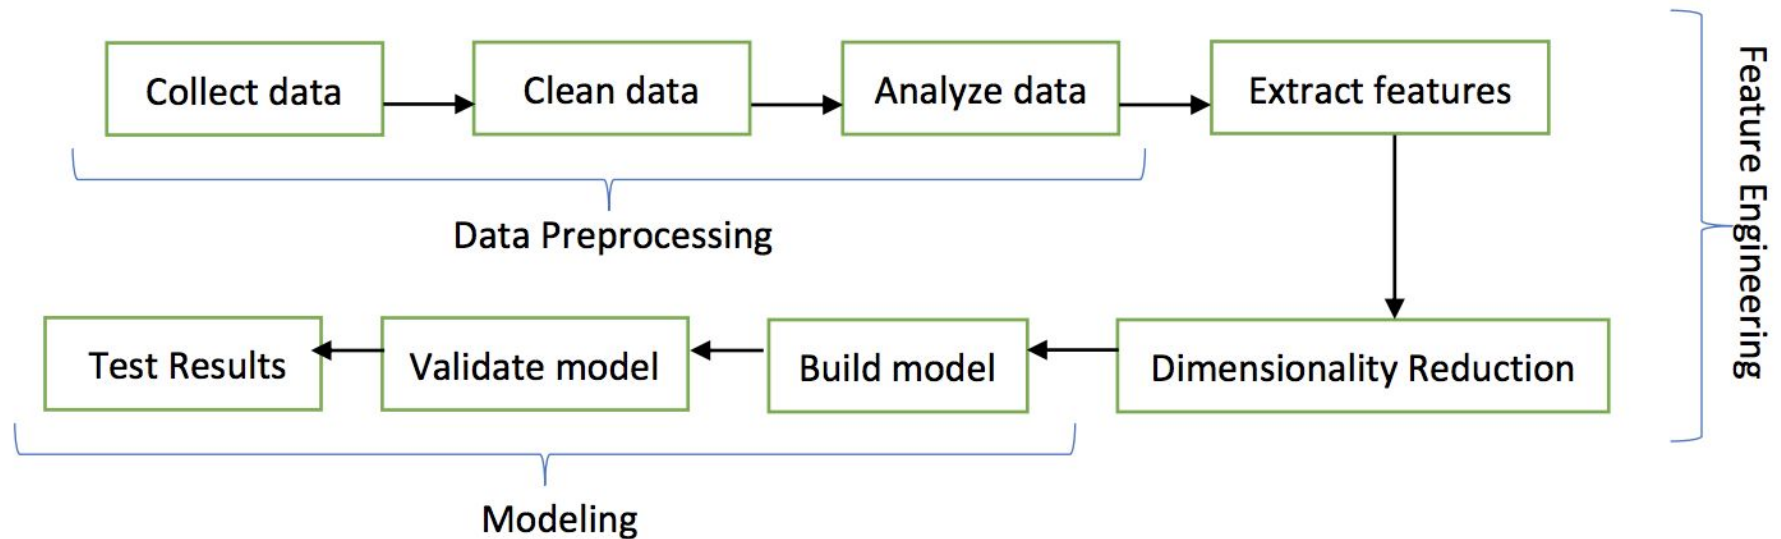 Collect data
Clean data
Analyze data
Extract features
Data Preprocessing
Feature Engineering
Test Results
Validate model
Build model
Dimensionality Reduction
Modeling